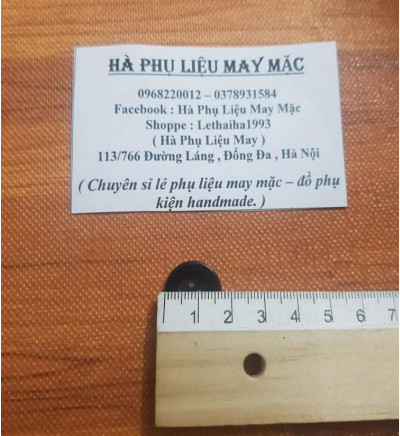 HÀ PHỤ LIỆU MAY MẶC
0968220012 – 0378931584
Facebook : Hà Phụ Liệu May Mặc
Shoppe : Lethaiha1993
( Hà Phụ Liệu May )
113/766 Đường Láng , Đống Đa , Hà Nội
( Chuyên sỉ lẻ phụ liệu may mặc – đồ phụ
kiện handmade. )
1 2 3 4 5 6 7